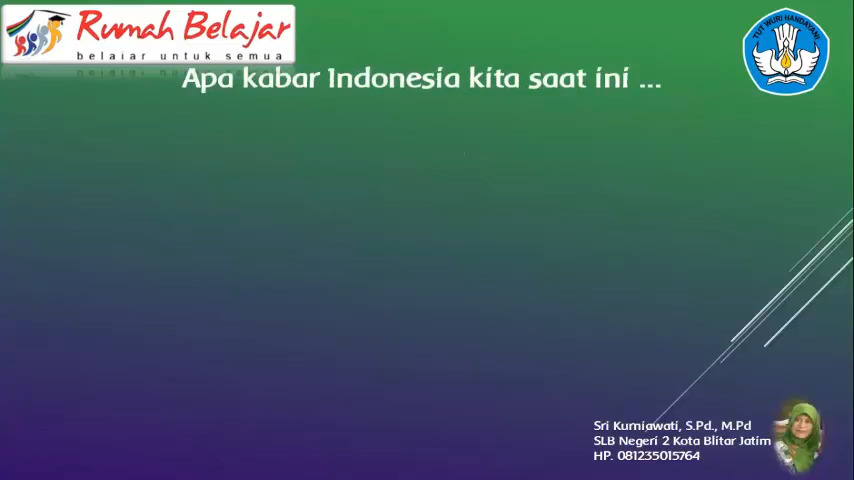 Rumah Belajar
belajar untuk semua
TUT WURI HANDAYANI
Apa kabar Indonesia kita saat ini ...
Sri Kurniawati, S.Pd., M.Pd
SLB Negeri 2 Kota Blitar Jatim
HP. 081235015764